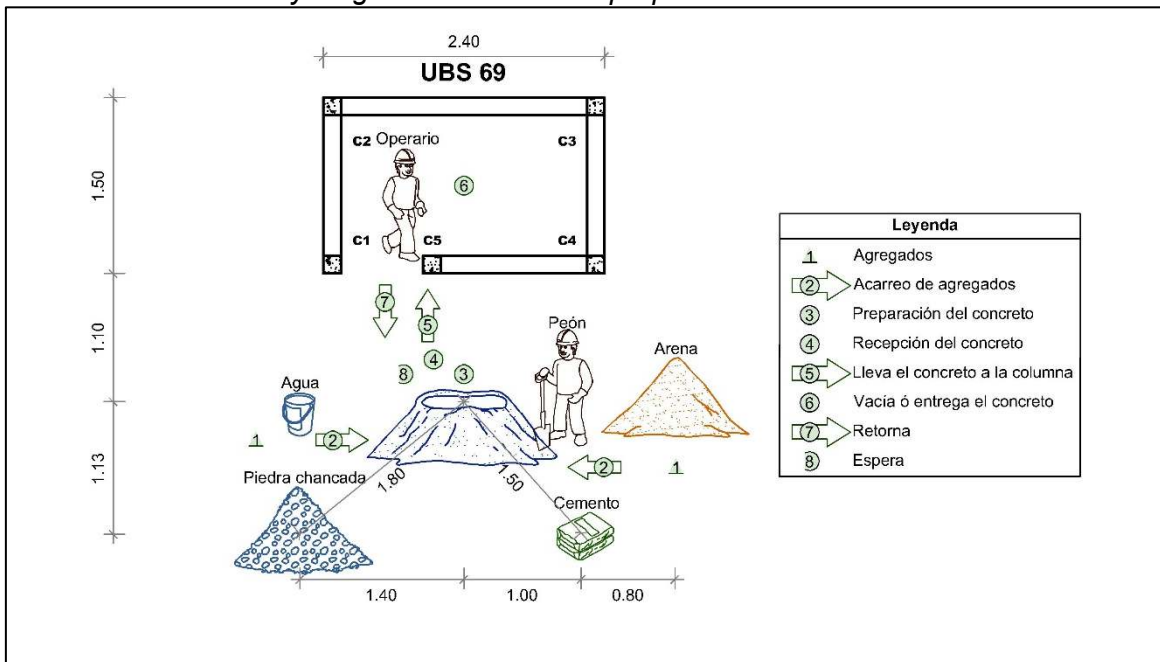 2.40
UBS 69
C2 Operario
C3
6
1.50
C1
C5
C4
7
5
Peón
1.10
4
Arena
8
3
Agua
1
2
2
1
1.13
Piedra chancada
1.80
1.50
Cemento
1.40
1.00
0.80
Leyenda
1 Agregados
2 Acarreo de agregados
3 Preparación del concreto
4 Recepción del concreto
5 Lleva el concreto a la columna
6 Vacía ó entrega el concreto
7 Retorna
8 Espera